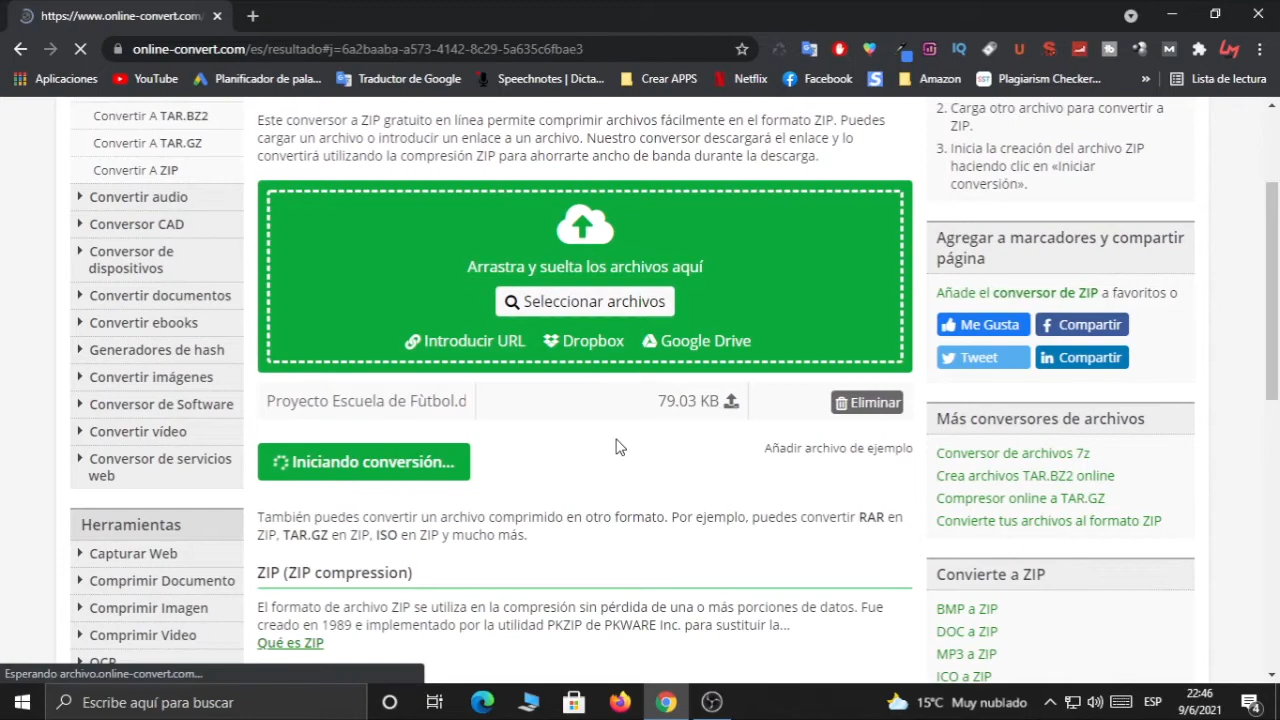 https://www.online-convert.com/
online-convert.com/es/resultado#j=6a2baaba-a573-4142-8c29-5a635c6fbae3
Aplicaciones
YouTube
Planificador de pala...
Traductor de Google
Speechnotes | Dicta...
Crear APPS
Netflix
Facebook
Amazon
Plagiarism Checker...
»
Lista de lectura
Convertir A TAR.BZ2
Convertir A TAR.GZ
Convertir A ZIP
Convertir audio
Conversor CAD
Conversor de
dispositivos
Convertir documentos
Convertir ebooks
Generadores de hash
Convertir imágenes
Conversor de Software
Convertir vídeo
Conversor de servicios
web
Herramientas
Capturar Web
Comprimir Documento
Comprimir Imagen
Comprimir Video
OCR
Este conversor a ZIP gratuito en línea permite comprimir archivos fácilmente en el formato ZIP. Puedes
cargar un archivo o introducir un enlace a un archivo. Nuestro conversor descargará el enlace y lo
convertirá utilizando la compresión ZIP para ahorrarte ancho de banda durante la descarga.
Arrastra y suelta los archivos aquí
Seleccionar archivos
Introducir URL
Dropbox
Google Drive
Proyecto Escuela de Fùtbol.d
79.03 KB
Eliminar
Iniciando conversión...
Añadir archivo de ejemplo
También puedes convertir un archivo comprimido en otro formato. Por ejemplo, puedes convertir RAR en
ZIP, TAR.GZ en ZIP, ISO en ZIP y mucho más.
ZIP (ZIP compression)
El formato de archivo ZIP se utiliza en la compresión sin pérdida de una o más porciones de datos. Fue
creado en 1989 e implementado por la utilidad PKZIP de PKWARE Inc. para sustituir la...
Qué es ZIP
2. Carga otro archivo para convertir a
ZIP.
3. Inicia la creación del archivo ZIP
haciendo clic en «Iniciar
conversión».
Agregar a marcadores y compartir
página
Añade el conversor de ZIP a favoritos o
Me Gusta
Compartir
Tweet
Compartir
Más conversores de archivos
Conversor de archivos 7z
Crea archivos TAR.BZ2 online
Compresor online a TAR.GZ
Convierte tus archivos al formato ZIP
Convierte a ZIP
BMP a ZIP
DOC a ZIP
MP3 a ZIP
ICO a ZIP
Esperando archivo.online-convert.com...
Escribe aquí para buscar
15°C Muy nublado
ESP
22:46
9/6/2021
4